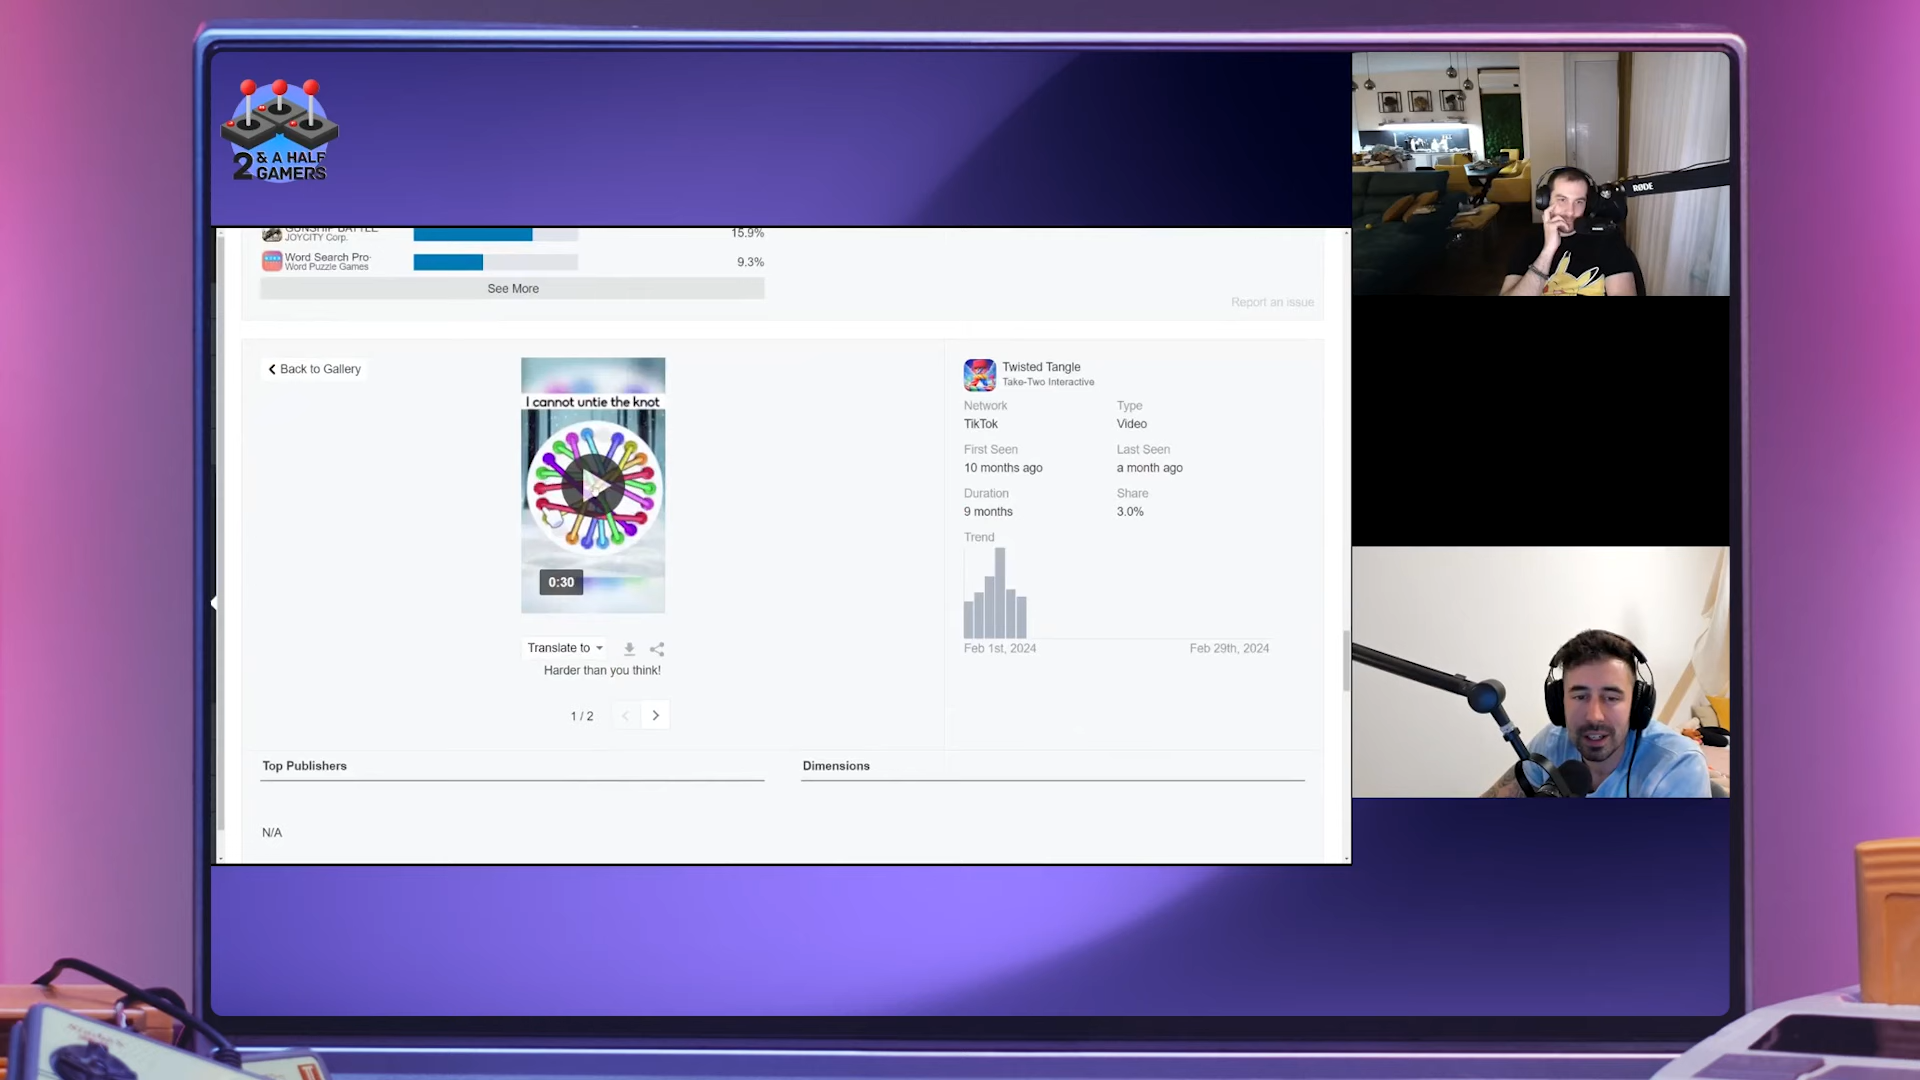 2 & A HALF
GAMERS
GUNSHIP BATTLE
JOYCITY Corp.
15.9%
Word Search Pro·
Word Puzzle Games
9.3%
See More
Report an issue
Back to Gallery
I cannot untie the knot
0:30
Translate to
Harder than you think!
1 / 2
Twisted Tangle
Take-Two Interactive
Network
Type
TikTok
Video
First Seen
Last Seen
10 months ago
a month ago
Duration
Share
9 months
3.0%
Trend
Feb 1st, 2024
Feb 29th, 2024
Top Publishers
Dimensions
N/A
RØDE